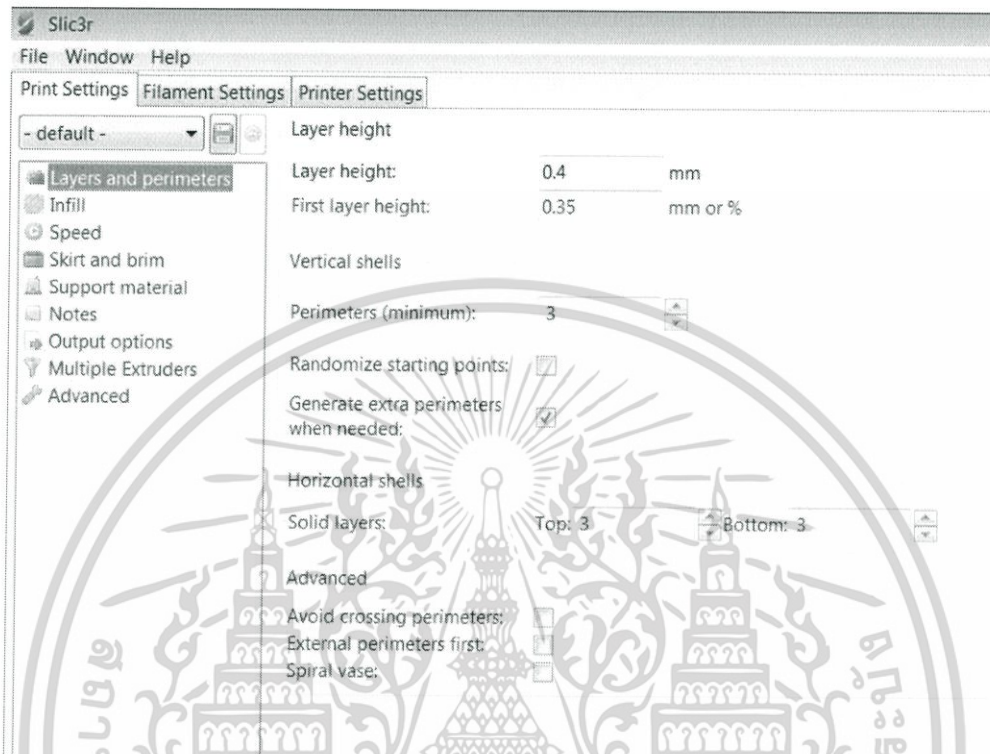 Slic3r
File Window Help
Print Settings Filament Settings Printer Settings
- default -
Layers and perimeters
Infill
Speed
Skirt and brim
Support material
Notes
Output options
Multiple Extruders
Advanced
Layer height
Layer height: 0.4 mm
First layer height: 0.35 mm or %
Vertical shells
Perimeters (minimum): 3
Randomize starting points:
Generate extra perimeters
when needed:
Horizontal shells
Solid layers: Top: 3 Bottom: 3
Advanced
Avoid crossing perimeters:
External perimeters first:
Spiral vase: